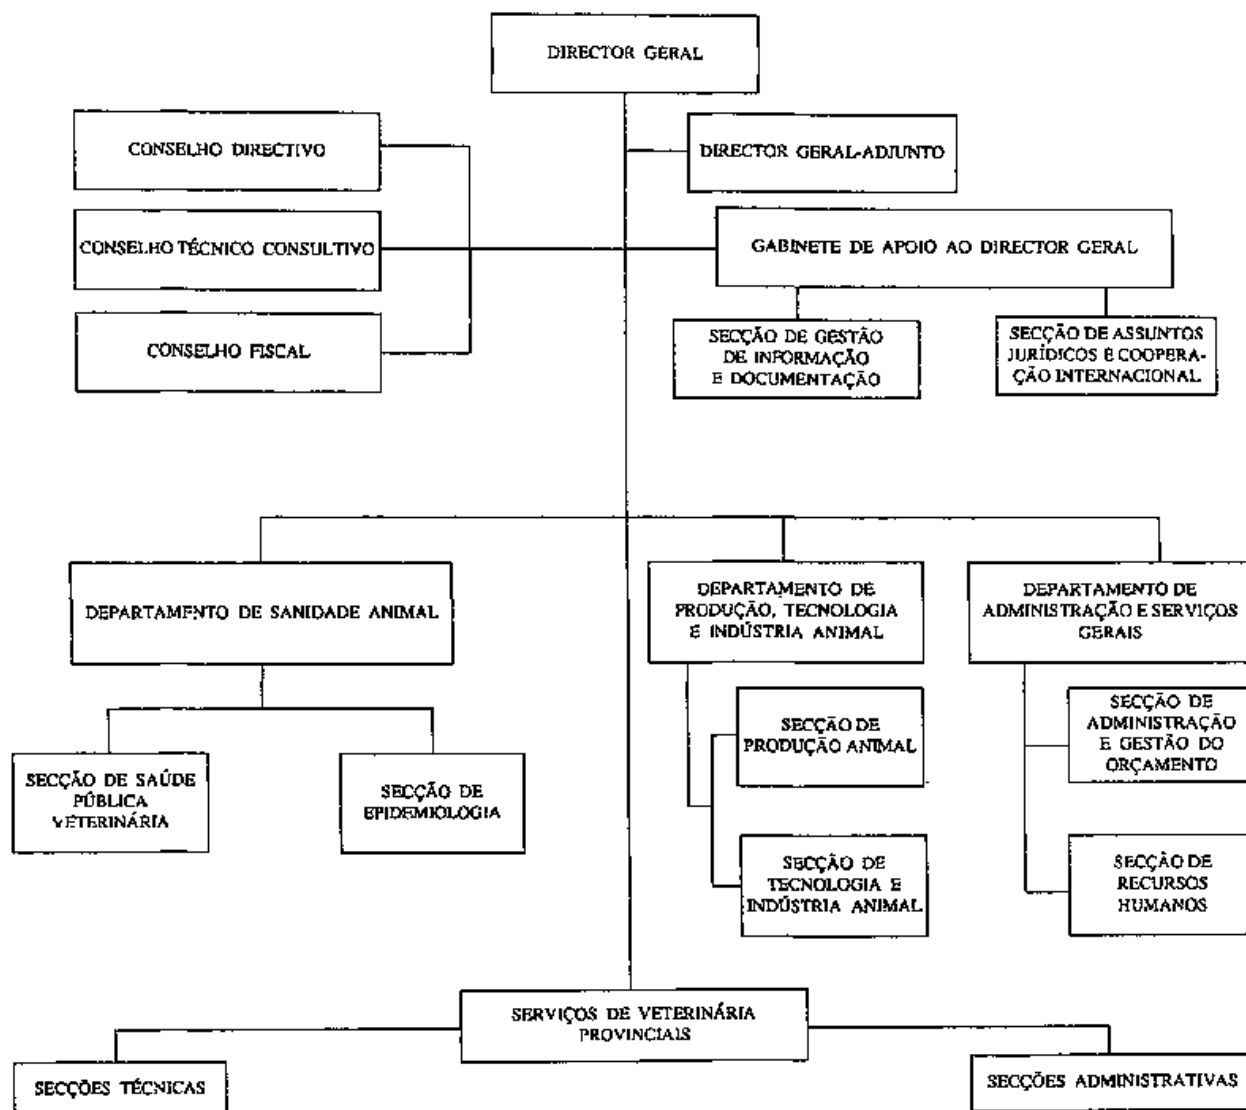 DIRECTOR GERAL
CONSELHO DIRECTIVO
DIRECTOR GERAL-ADJUNTO
CONSELHO TÉCNICO CONSULTIVO
GABINETE DE APOIO AO DIRECTOR GERAL
CONSELHO FISCAL
SECÇÃO DE GESTÃO
DE INFORMAÇÃO
E DOCUMENTAÇÃO
SECÇÃO DE ASSUNTOS
JURÍDICOS E COOPERA-
ÇÃO INTERNACIONAL
DEPARTAMENTO DE SANIDADE ANIMAL
DEPARTAMENTO DE
PRODUÇÃO, TECNOLOGIA
E INDÚSTRIA ANIMAL
DEPARTAMENTO DE
ADMINISTRAÇÃO E SERVIÇOS
GERAIS
SECÇÃO DE SAÚDE
PÚBLICA
VETERINÁRIA
SECÇÃO DE
EPIDEMIOLOGIA
SECÇÃO DE
PRODUÇÃO ANIMAL
SECÇÃO DE
ADMINISTRAÇÃO
E GESTÃO DO
ORÇAMENTO
SECÇÃO DE
TECNOLOGIA E
INDÚSTRIA ANIMAL
SECÇÃO DE
RECURSOS
HUMANOS
SERVIÇOS DE VETERINÁRIA
PROVINCIAIS
SECÇÕES TÉCNICAS
SECÇÕES ADMINISTRATIVAS